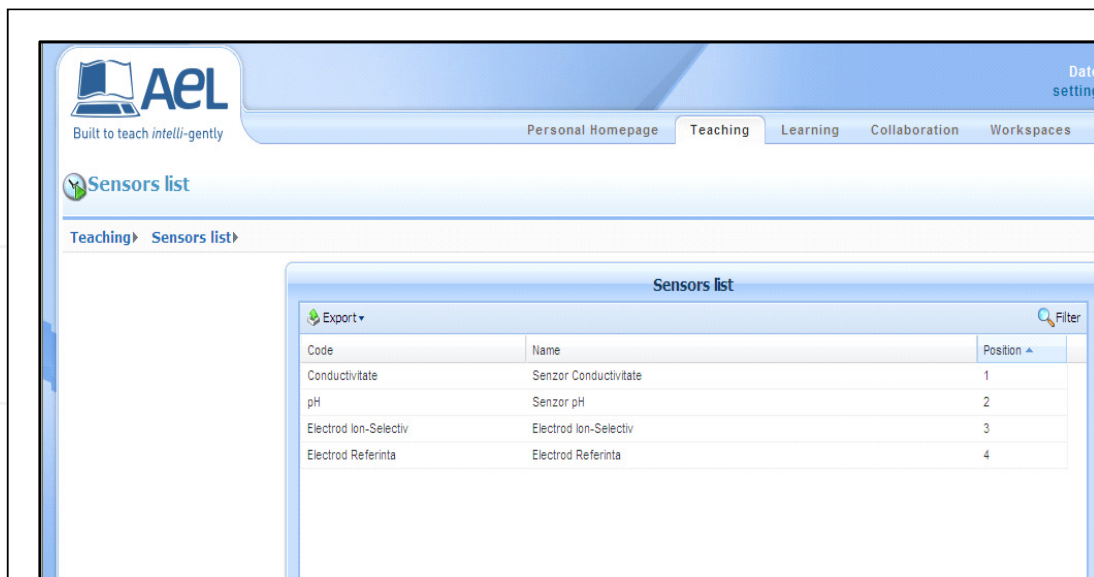 AeL
Built to teach intelli-gently
Date
setting
Personal Homepage Teaching Learning Collaboration Workspaces
Sensors list
Teaching Sensors list
Sensors list
Export Filter
Code Name Position
Conductivitate Senzor Conductivitate 1
pH Senzor pH 2
Electrod Ion-Selectiv Electrod Ion-Selectiv 3
Electrod Referinta Electrod Referinta 4